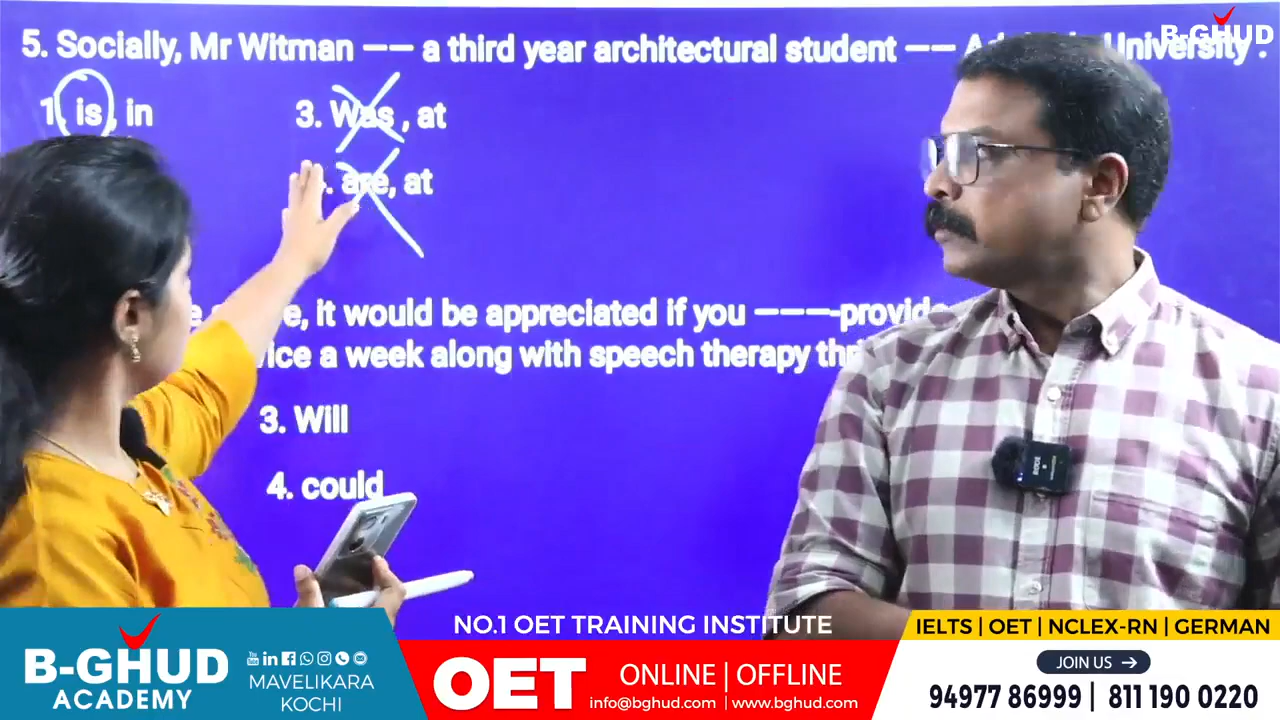 5. Socially, Mr Witman —— a third year architectural student —— University.
B-GHUD
1. is, in
3. Was , at
are, at
, it would be appreciated if you ———-provide
a week along with speech therapy
3. Will
4. could
NO.1 OET TRAINING INSTITUTE
IELTS | OET | NCLEX-RN | GERMAN
B-GHUD
ACADEMY
MAVELIKARA
KOCHI
OET
ONLINE | OFFLINE
info@bghud.com | www.bghud.com
JOIN US
94977 86999 | 811 190 0220